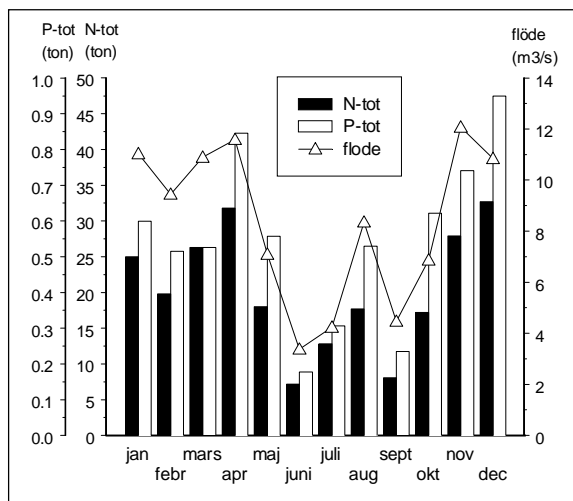 P-tot N-tot flöde
(ton) (ton) (m3/s)
1.0 50 14
0.9 45
0.8 40 12
0.7 35 10
0.6 30
0.5 25 8
0.4 20 6
0.3 15 4
0.2 10
0.1 5 2
0.0 0 0
N-tot
P-tot
flode
jan mars maj juli sept nov
febr apr juni aug okt dec